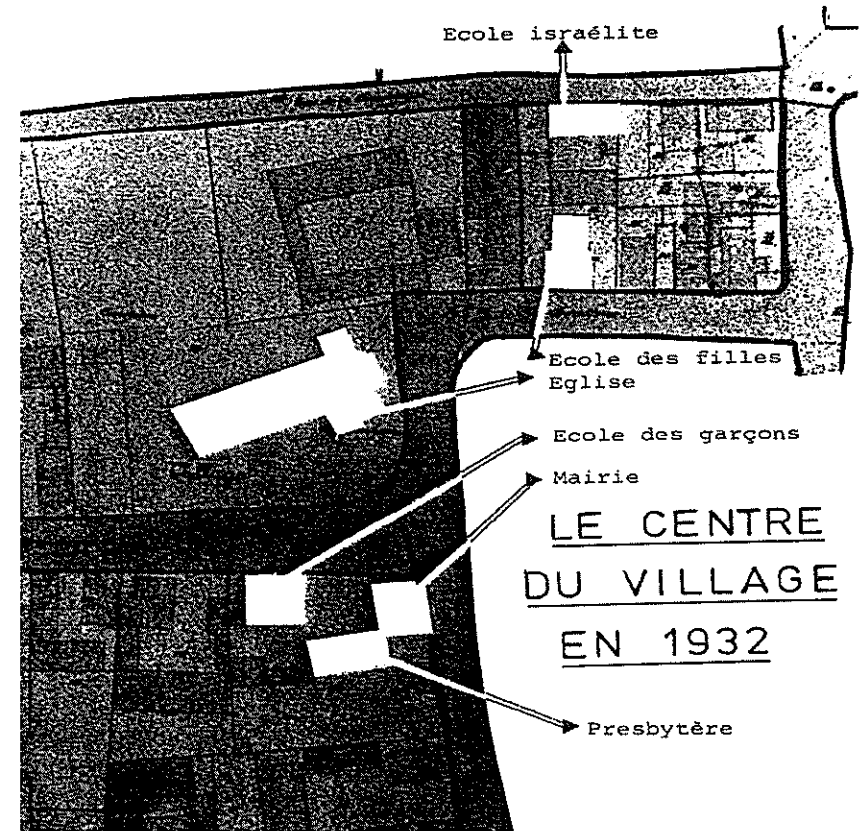 Ecole israélite
Ecole des filles
Eglise
Ecole des garçons
Mairie
LE CENTRE
DU VILLAGE
EN 1932
Presbytère